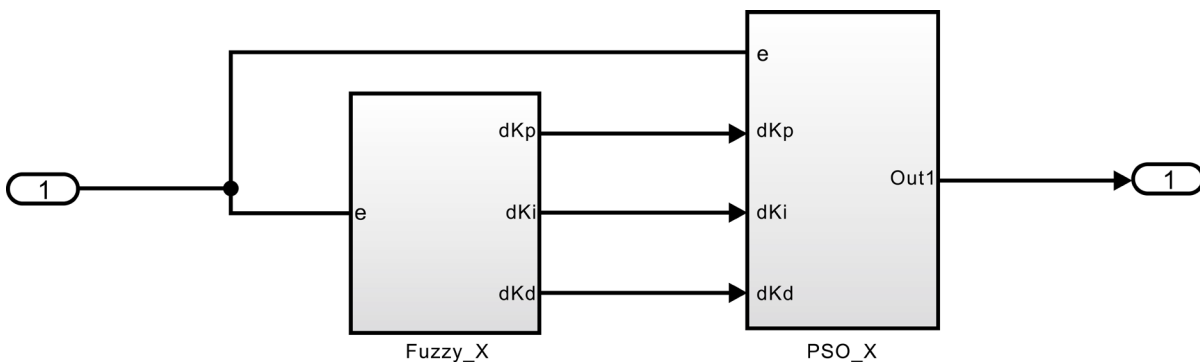 1
e
dKp
dKi
dKd
Fuzzy_X
e
dKp
dKi
dKd
Out1
PSO_X
1